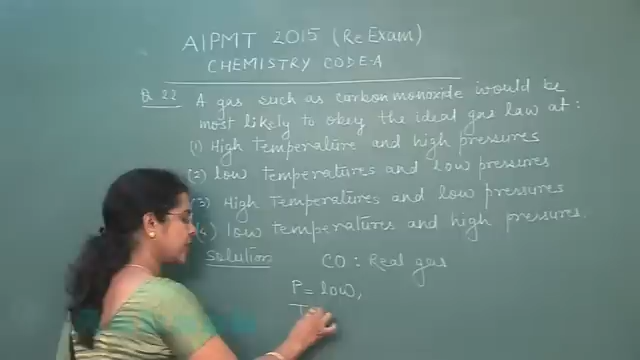 AIPMT 2015 (Re Exam)
CHEMISTRY CODE-A
Q 22 A gas such as carbon monoxide would be
most likely to obey the ideal gas law at:
(1) High temperature and high pressures
(2) low temperatures and low pressures
(3) High temperatures and low pressures
(4) low temperatures and high pressures.
Solution CO : Real gas
P = low,
T